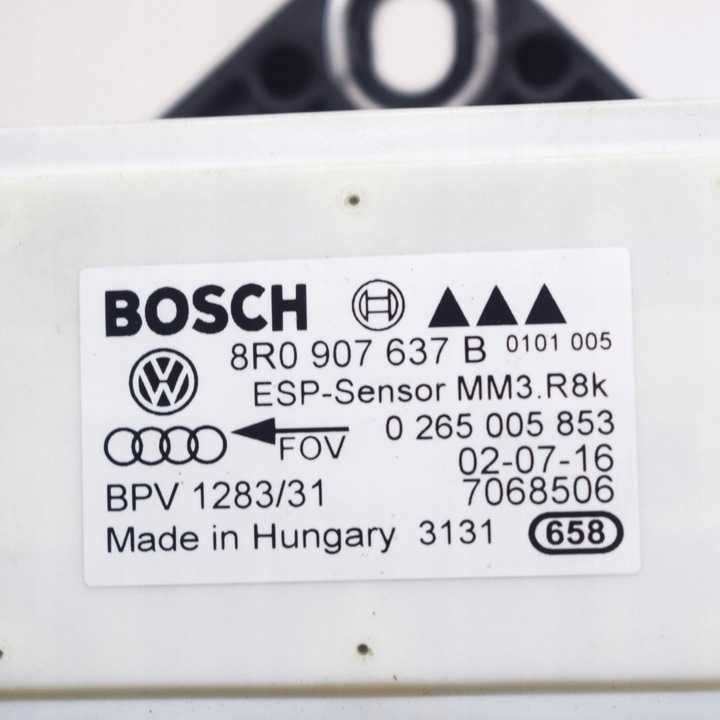 BOSCH
8R0 907 637 B 0101 005
ESP-Sensor MM3.R8k
FOV 0 265 005 853
02-07-16
BPV 1283/31 7068506
Made in Hungary 3131 658